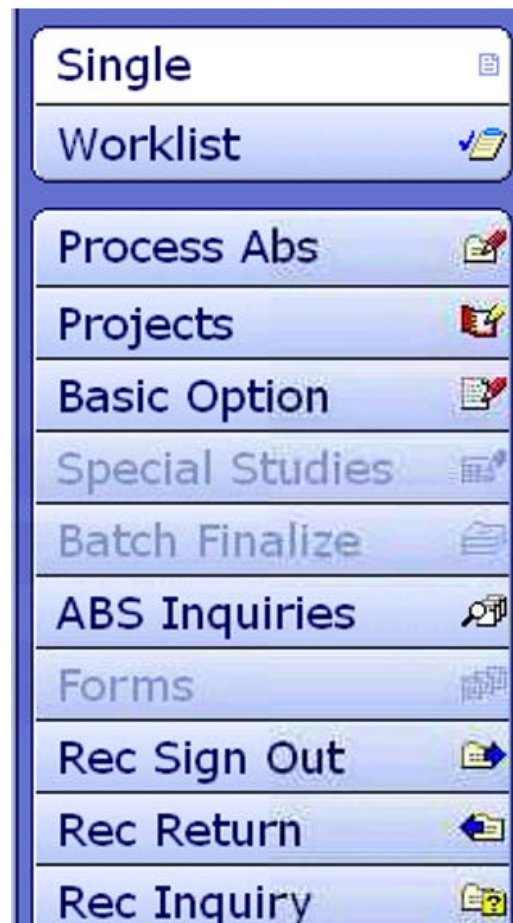 Single
Worklist
Process Abs
Projects
Basic Option
Special Studies
Batch Finalize
ABS Inquiries
Forms
Rec Sign Out
Rec Return
Rec Inquiry